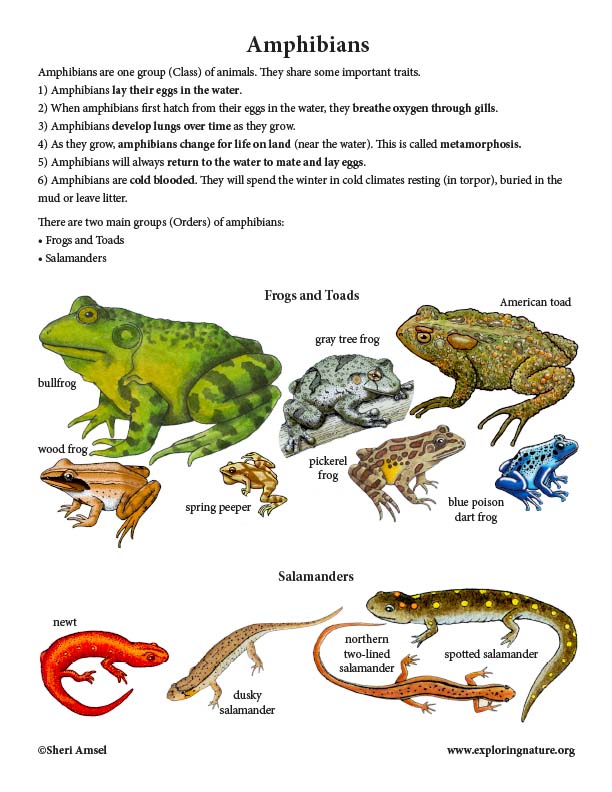 Amphibians
Amphibians are one group (Class) of animals. They share some important traits.
1) Amphibians lay their eggs in the water.
2) When amphibians first hatch from their eggs in the water, they breathe oxygen through gills.
3) Amphibians develop lungs over time as they grow.
4) As they grow, amphibians change for life on land (near the water). This is called metamorphosis.
5) Amphibians will always return to the water to mate and lay eggs.
6) Amphibians are cold blooded. They will spend the winter in cold climates resting (in torpor), buried in the
mud or leave litter.
There are two main groups (Orders) of amphibians:
• Frogs and Toads
• Salamanders
Frogs and Toads
American toad
gray tree frog
bullfrog
wood frog
pickerel
frog
spring peeper
blue poison
dart frog
Salamanders
newt
northern
two-lined
salamander
spotted salamander
dusky
salamander
©Sheri Amsel
www.exploringnature.org